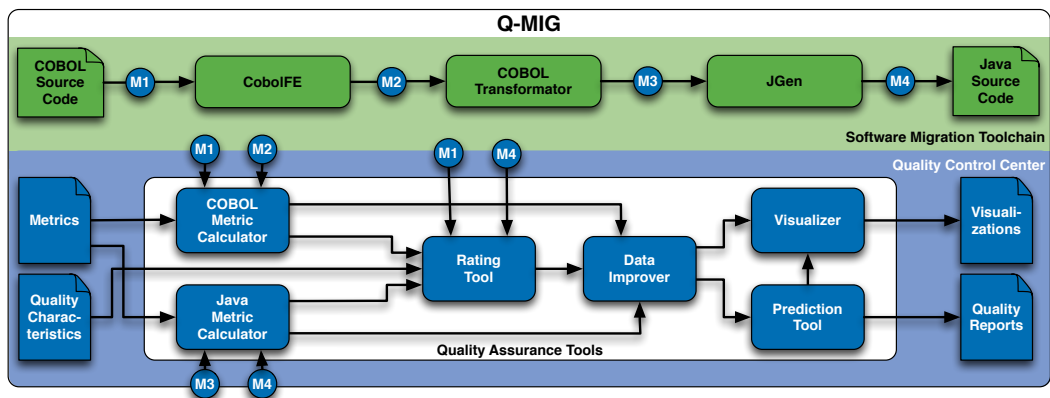 Q-MIG
COBOL
Source
Code
M1
CobolFE
M2
COBOL
Transformator
M3
JGen
M4
Java
Source
Code
Software Migration Toolchain
M1
M2
M1
M4
Quality Control Center
Metrics
COBOL
Metric
Calculator
Rating
Tool
Data
Improver
Visualizer
Visuali-
zations
Quality
Charac-
teristics
Java
Metric
Calculator
Prediction
Tool
Quality
Reports
Quality Assurance Tools
M3
M4